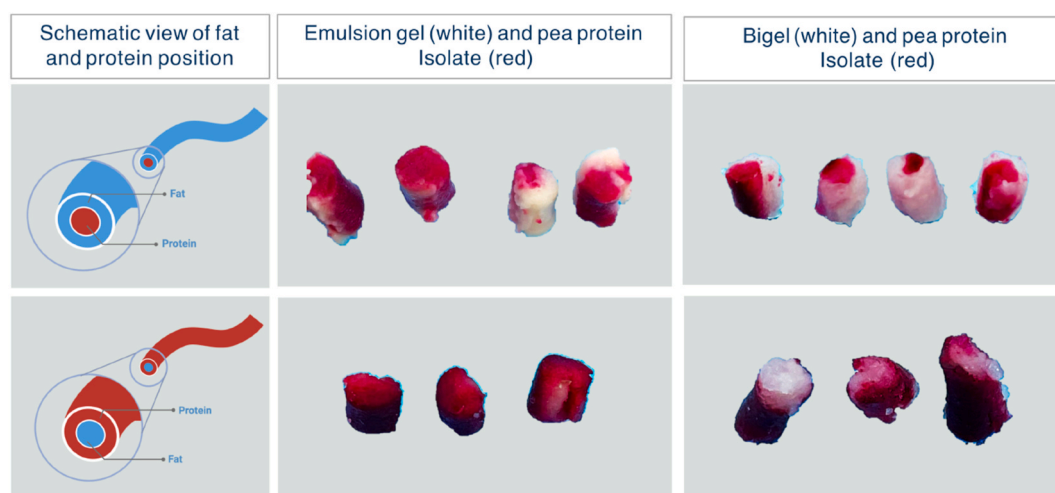 Schematic view of fat
and protein position
Emulsion gel (white) and pea protein
Isolate (red)
Bigel (white) and pea protein
Isolate (red)
Fat
Protein
Protein
Fat